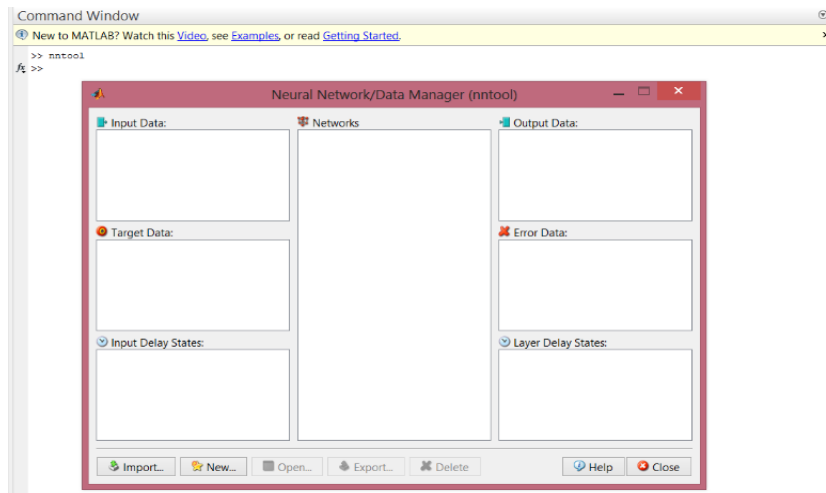 Command Window
New to MATLAB? Watch this Video, see Examples, or read Getting Started.
>> nntool
fx >>
Neural Network/Data Manager (nntool)
Input Data:
Networks
Output Data:
Target Data:
Error Data:
Input Delay States:
Layer Delay States:
Import...
New...
Open...
Export...
Delete
Help
Close